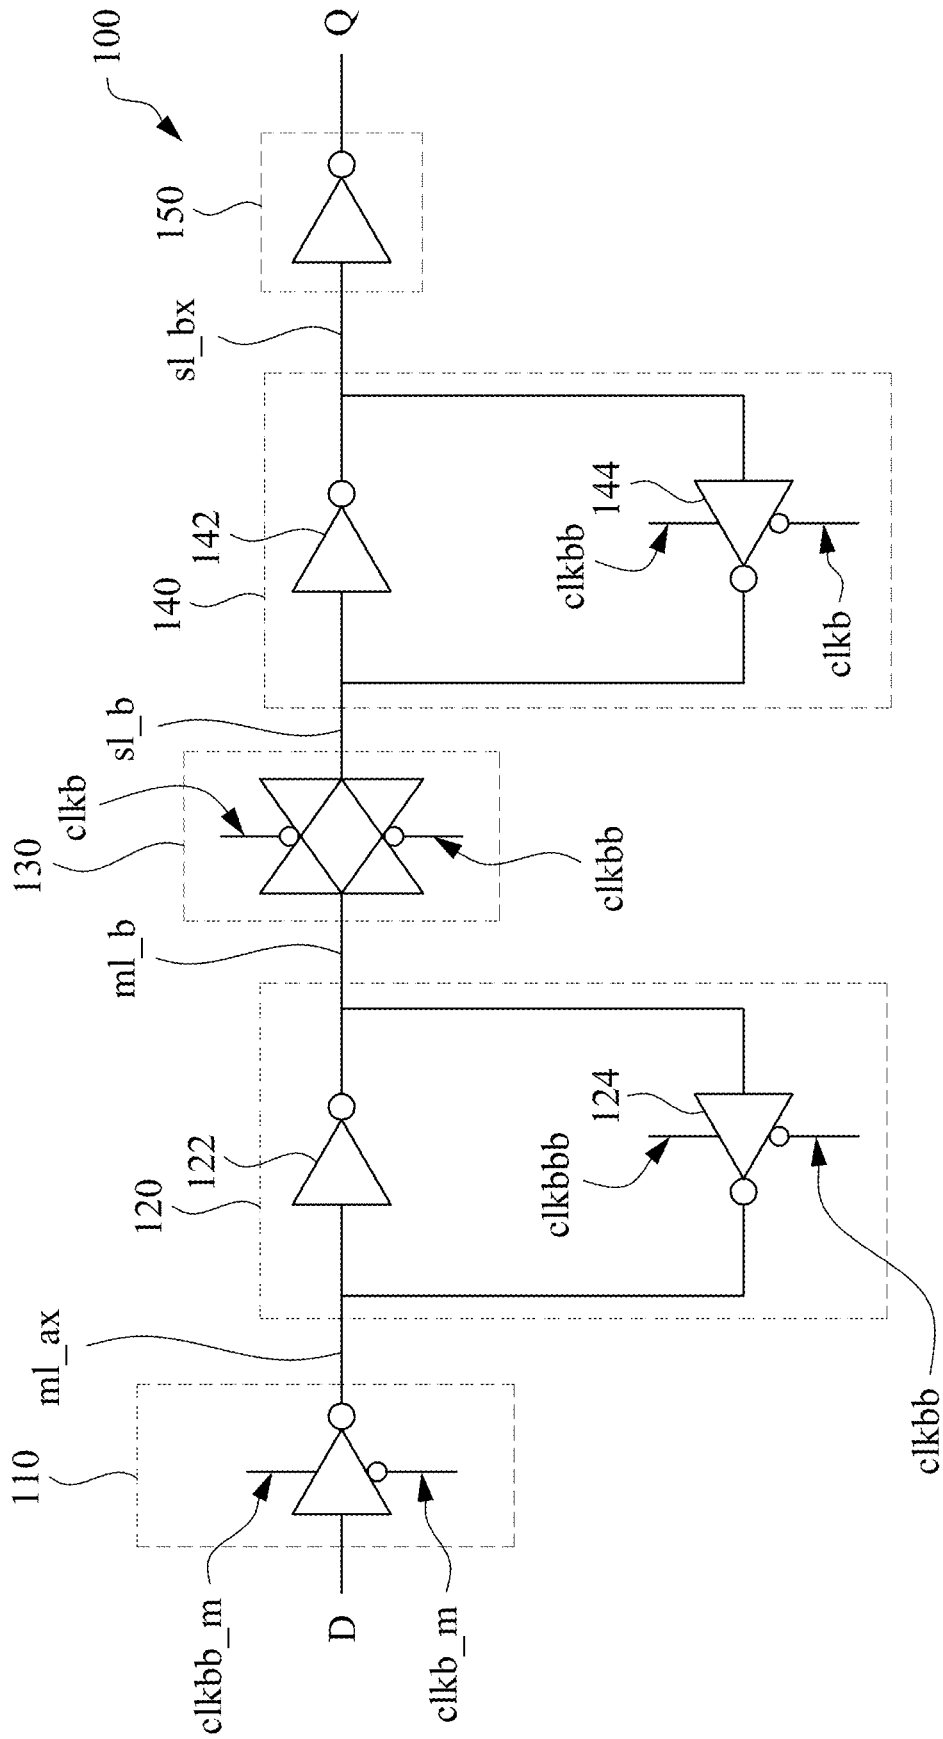 100
110
ml_ax
120
122
ml_b
130
clkb
sl_b
140
142
sl_bx
150
D
Q
clkbb_m
clkb_m
clkbbb
124
clkbb
clkbb
clkbb
144
clkb